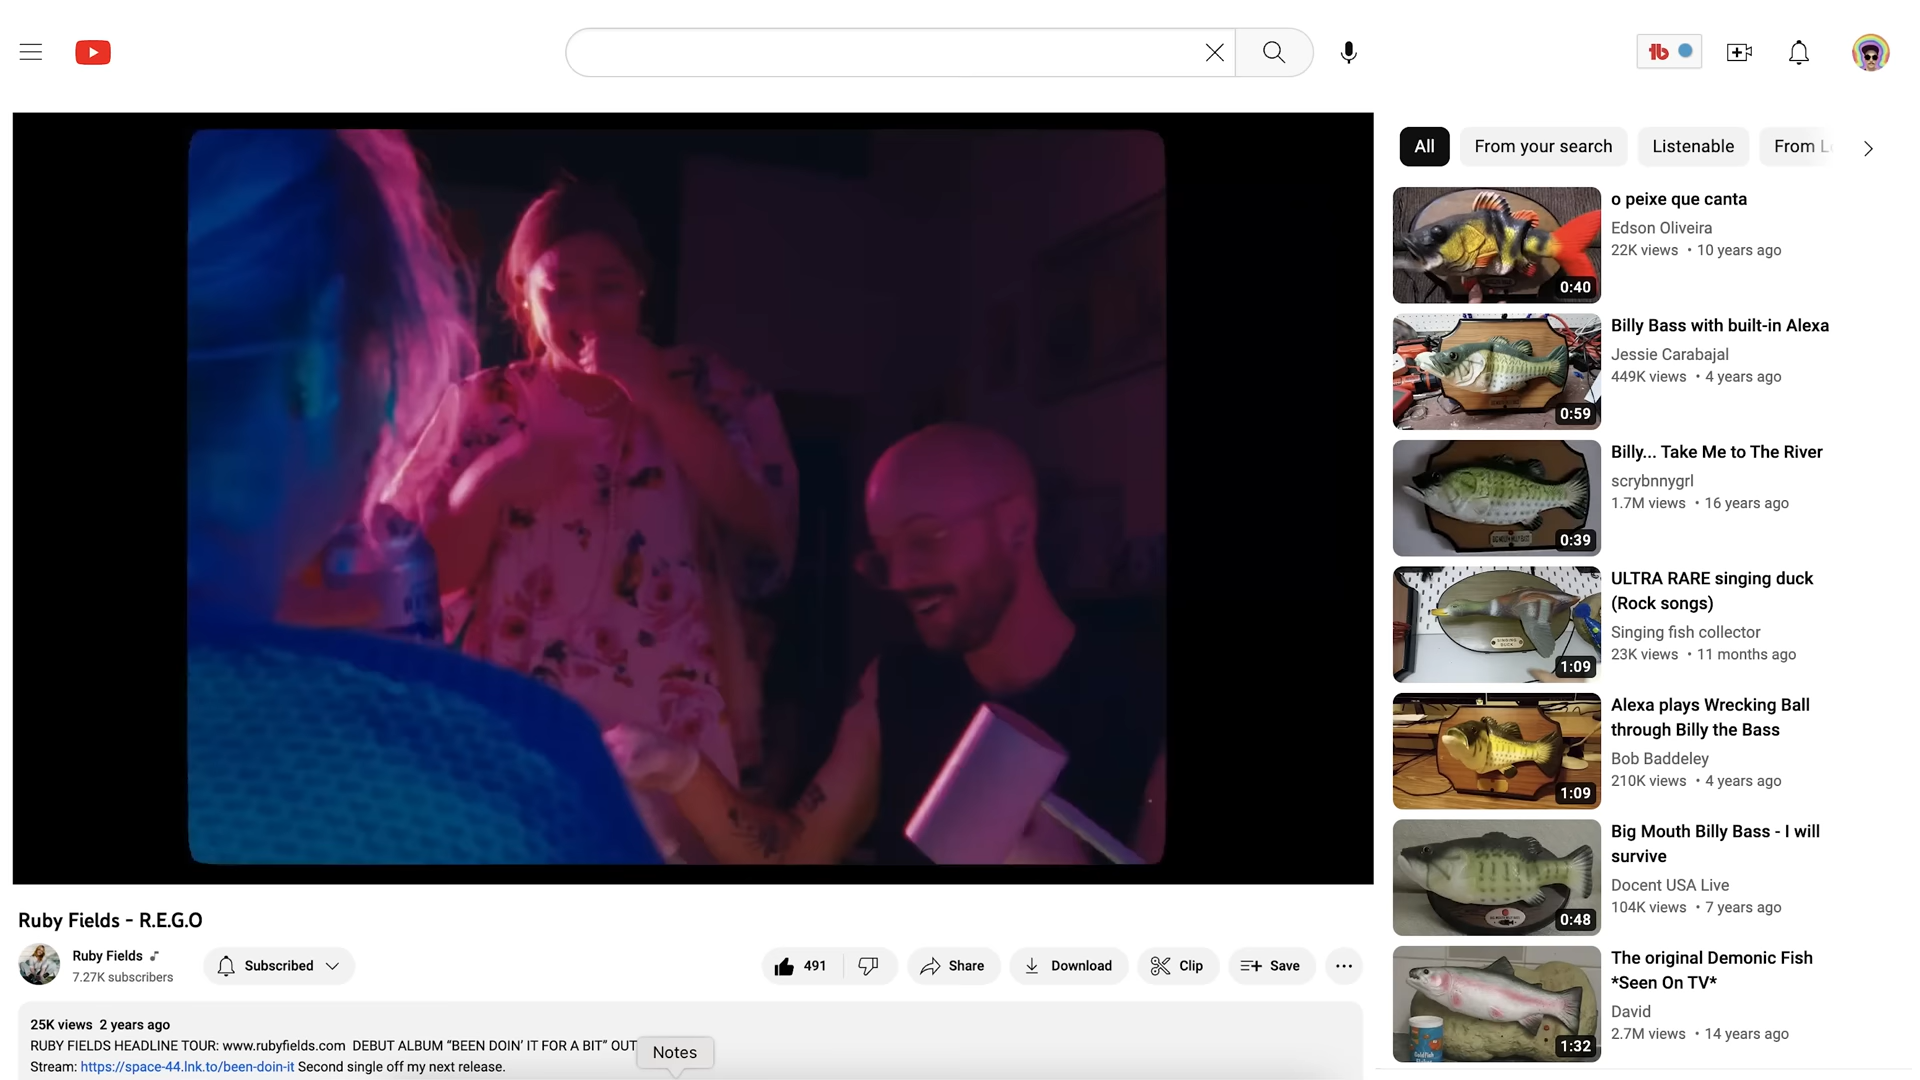 All
From your search
Listenable
From L
o peixe que canta
Edson Oliveira
22K views • 10 years ago
0:40
Billy Bass with built-in Alexa
Jessie Carabajal
449K views • 4 years ago
0:59
Billy... Take Me to The River
scrybnnygrl
1.7M views • 16 years ago
0:39
ULTRA RARE singing duck
(Rock songs)
Singing fish collector
23K views • 11 months ago
1:09
Alexa plays Wrecking Ball
through Billy the Bass
Bob Baddeley
210K views • 4 years ago
1:09
Big Mouth Billy Bass - I will
survive
Docent USA Live
104K views • 7 years ago
0:48
The original Demonic Fish
*Seen On TV*
David
2.7M views • 14 years ago
1:32
Ruby Fields - R.E.G.O
Ruby Fields
7.27K subscribers
Subscribed
491
Share
Download
Clip
Save
25K views 2 years ago
RUBY FIELDS HEADLINE TOUR: www.rubyfields.com DEBUT ALBUM “BEEN DOIN’ IT FOR A BIT” OUT
Notes
Stream: https://space-44.lnk.to/been-doin-it Second single off my next release.